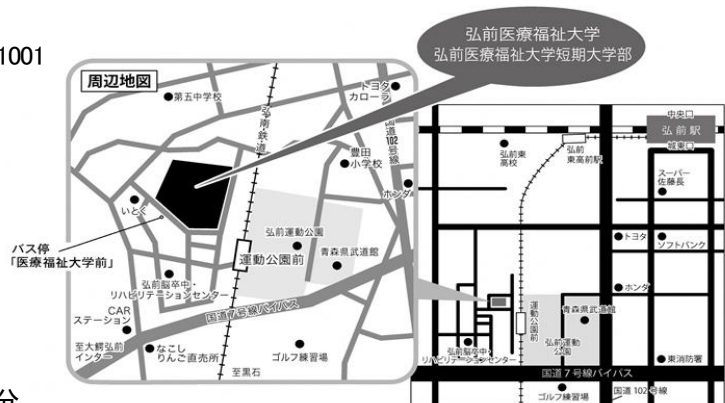 1001
弘前医療福祉大学
弘前医療福祉大学短期大学部
周辺地図
第五中学校
弘南・鉄道
トヨタ
カローラ
国道102号線
豊田
小学校
ホンダ
いとく
バス停
「医療福祉大学前」
弘前運動公園
運動公園前
青森県武道館
弘前脳卒中・
リハビリテーションセンター
CAR
ステーション
国道7号線バイパス
至大鰐弘前
インター
なごし
りんご直売所
至黒石
ゴルフ練習場
中央口
弘前駅
城東口
弘前東
高校
弘前
東高前駅
スーパー
佐藤長
トヨタ
ソフトバンク
ホンダ
運動公園前
青森県武道館
弘前運動
公園
弘前脳卒中・
リハビリテーションセンター
東消防署
国道7号線バイパス
ゴルフ練習場
国道102号線
分